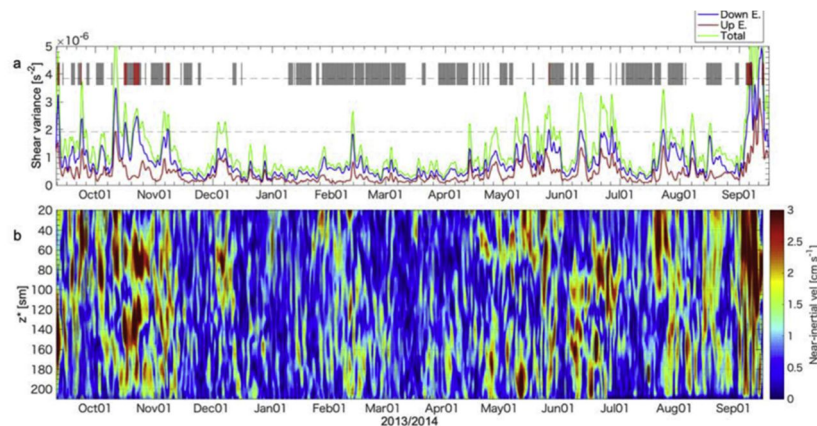 Down E.
Up E.
Total
×10⁻⁶
a
Shear variance [s⁻²]
5
4
3
2
1
0
Oct01 Nov01 Dec01 Jan01 Feb01 Mar01 Apr01 May01 Jun01 Jul01 Aug01 Sep01
b
z* [sm]
20
40
60
80
100
120
140
160
180
200
Oct01 Nov01 Dec01 Jan01 Feb01 Mar01 Apr01 May01 Jun01 Jul01 Aug01 Sep01
2013/2014
3
2.5
2
1.5
1
0.5
0
Near-inertial vel [cm s⁻¹]